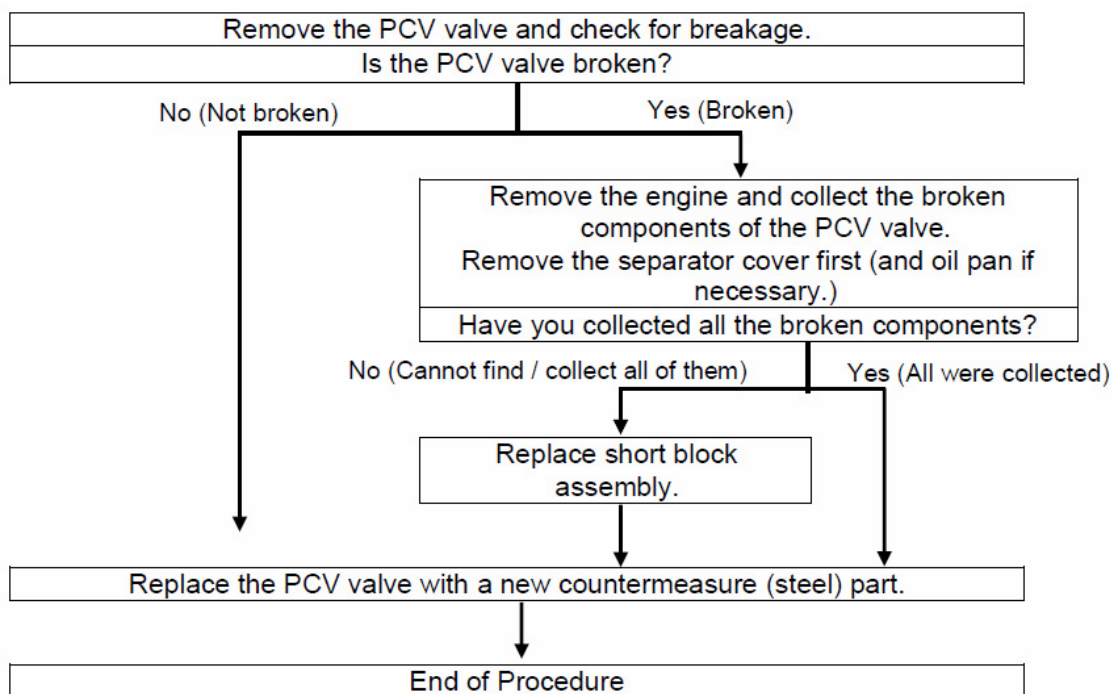 Remove the PCV valve and check for breakage.
Is the PCV valve broken?
No (Not broken)
Yes (Broken)
Remove the engine and collect the broken
components of the PCV valve.
Remove the separator cover first (and oil pan if
necessary.)
Have you collected all the broken components?
No (Cannot find / collect all of them)
Yes (All were collected)
Replace short block
assembly.
Replace the PCV valve with a new countermeasure (steel) part.
End of Procedure